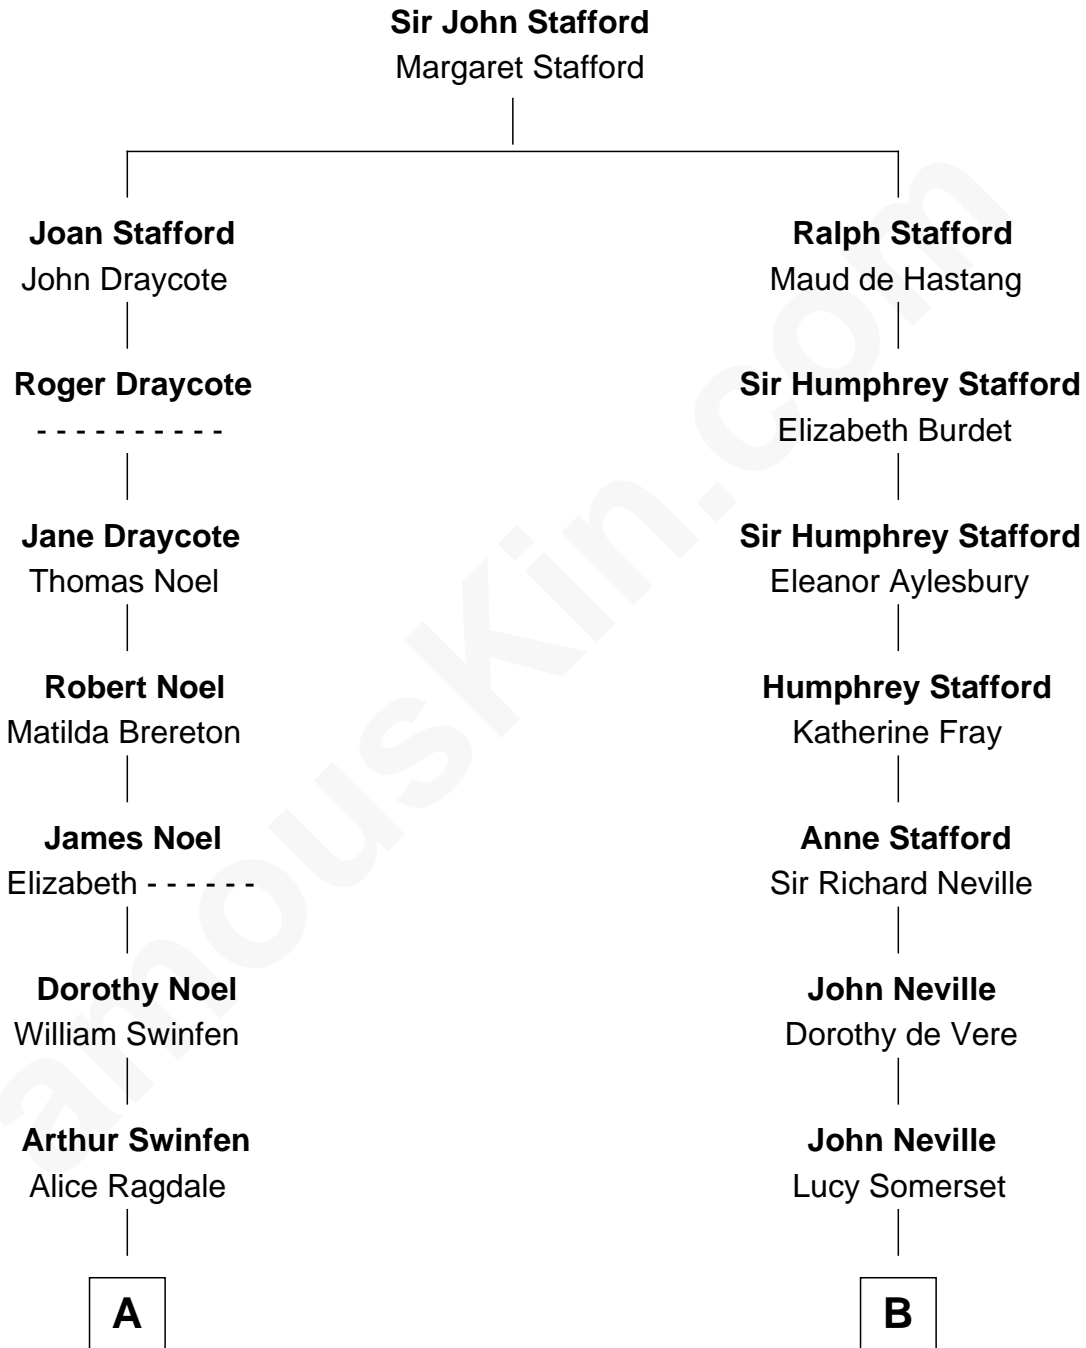 Sir John Stafford
Margaret Stafford
Joan Stafford
John Draycote
Ralph Stafford
Maud de Hastang
Roger Draycote
- - - - - - - - - -
Sir Humphrey Stafford
Elizabeth Burdet
Jane Draycote
Thomas Noel
Sir Humphrey Stafford
Eleanor Aylesbury
Robert Noel
Matilda Brereton
Humphrey Stafford
Katherine Fray
James Noel
Elizabeth - - - - - -
Anne Stafford
Sir Richard Neville
Dorothy Noel
William Swinfen
John Neville
Dorothy de Vere
Arthur Swinfen
Alice Ragdale
John Neville
Lucy Somerset
A
B
amousKin.com